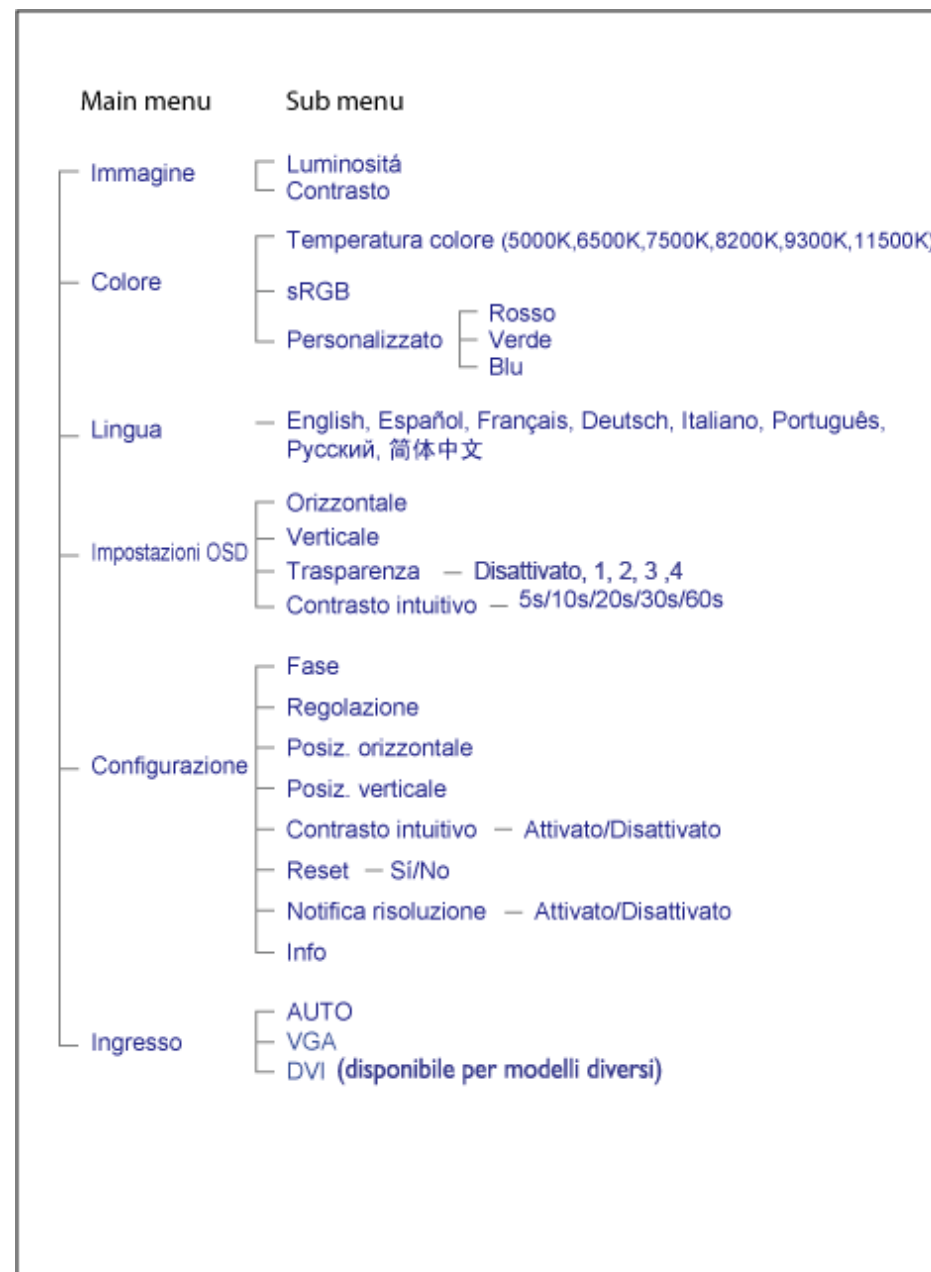 Main menu Sub menu
Immagine
Luminositá
Contrasto
Colore
Temperatura colore (5000K,6500K,7500K,8200K,9300K,11500K)
sRGB
Personalizzato
Rosso
Verde
Blu
Lingua
English, Español, Français, Deutsch, Italiano, Português,
Русский, 简体中文
Impostazioni OSD
Orizzontale
Verticale
Trasparenza — Disattivato, 1, 2, 3 ,4
Contrasto intuitivo — 5s/10s/20s/30s/60s
Configurazione
Fase
Regolazione
Posiz. orizzontale
Posiz. verticale
Contrasto intuitivo — Attivato/Disattivato
Reset — Sí/No
Notifica risoluzione — Attivato/Disattivato
Info
Ingresso
AUTO
VGA
DVI (disponibile per modelli diversi)